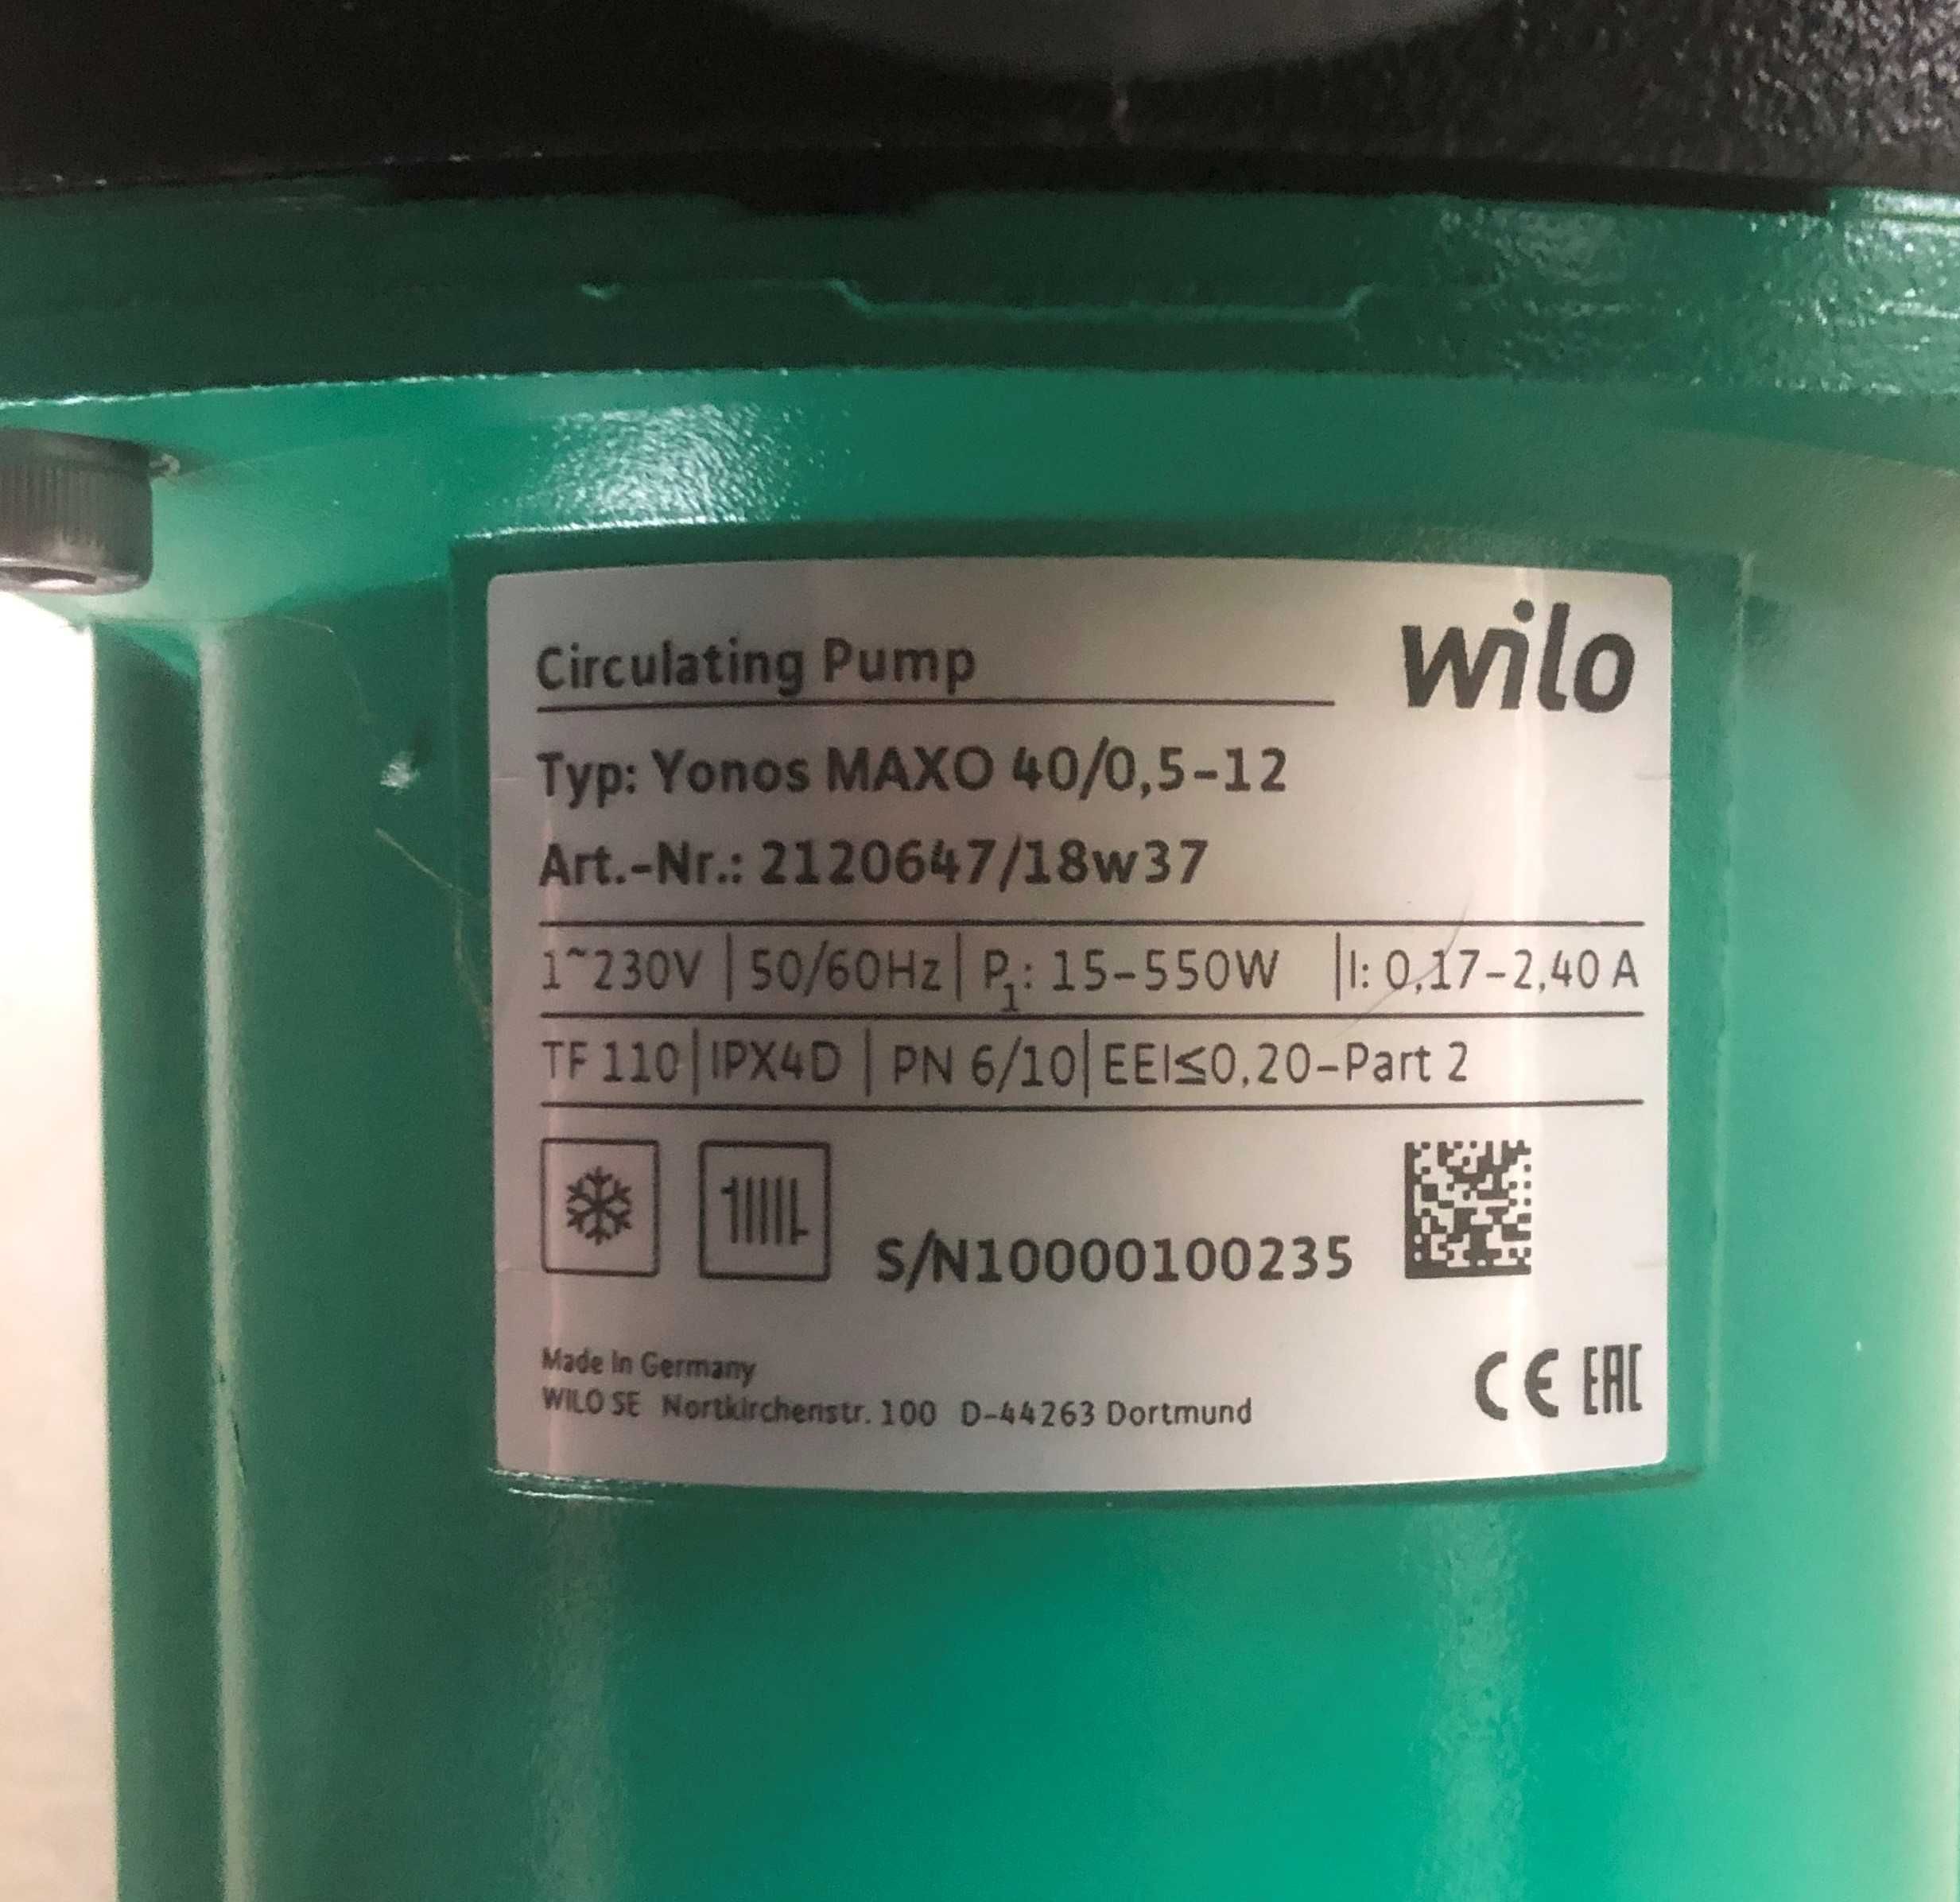 wilo
Circulating Pump
Typ: Yonos MAXO 40/0,5-12
Art.-Nr.: 2120647/18w37
1~230V | 50/60Hz | P1: 15-550W | I: 0,17-2,40 A
TF 110 | IPX4D | PN 6/10 | EEI≤0,20-Part 2
S/N10000100235
Made In Germany
WILO SE Nortkirchenstr. 100 D-44263 Dortmund
CE EAC